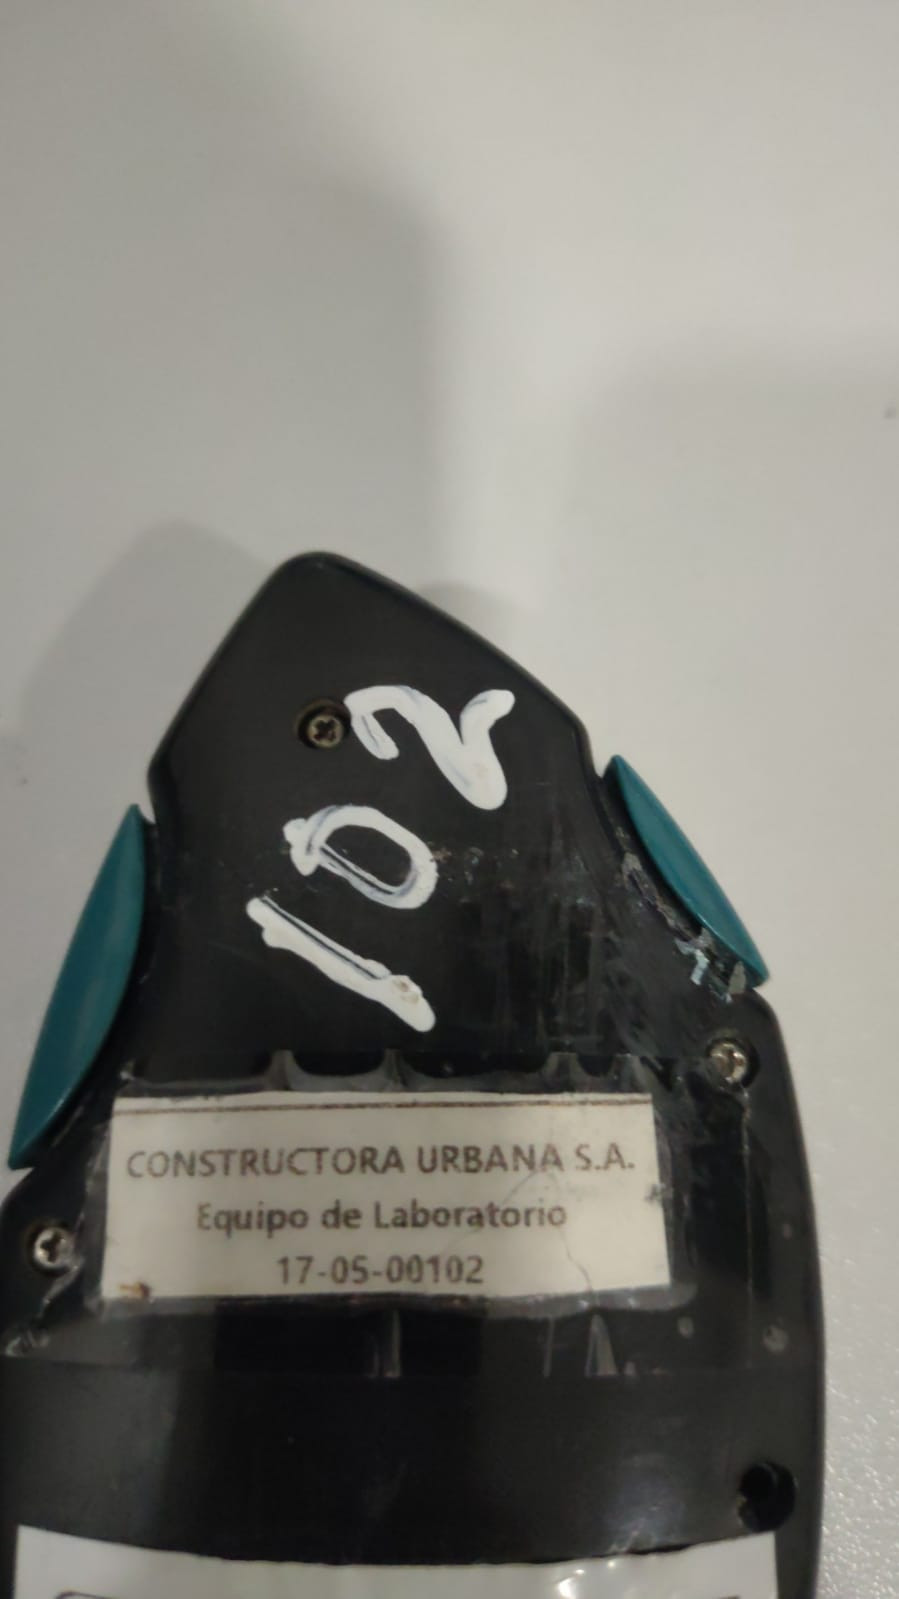 102
CONSTRUCTORA URBANA S.A.
Equipo de Laboratorio
17-05-00102